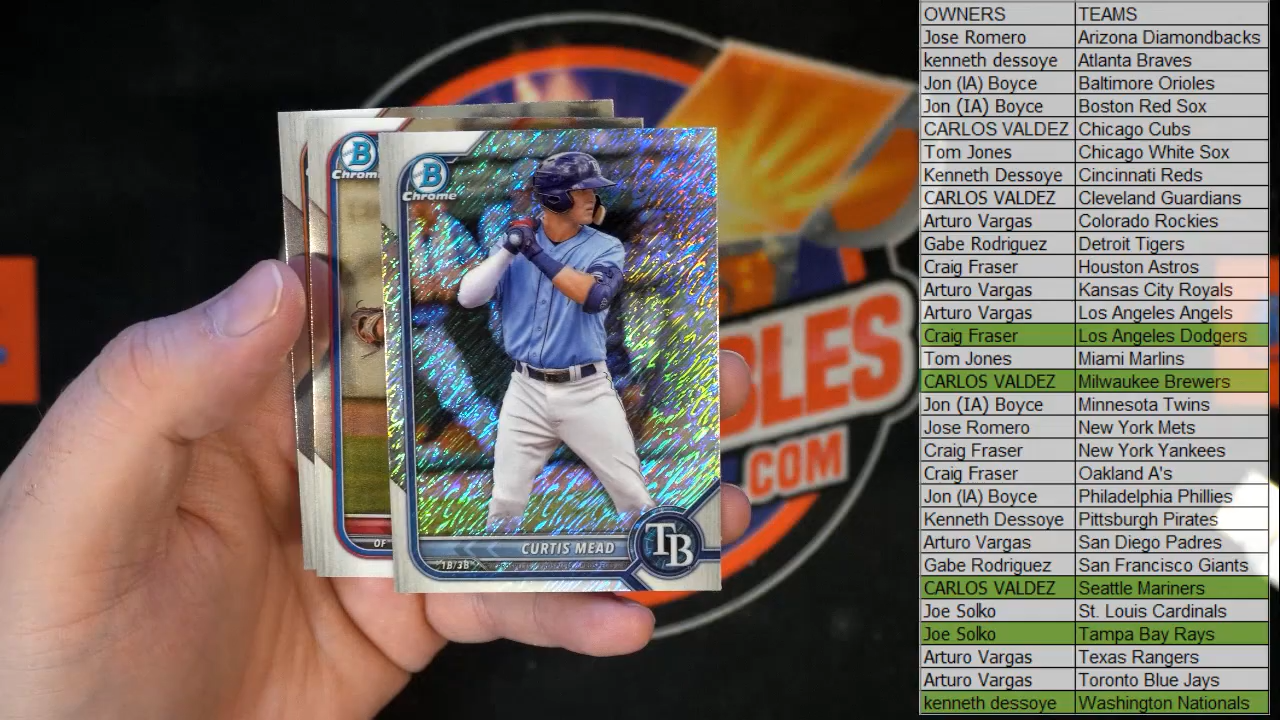 B
Chrome
B
Chrome
OF
CURTIS MEAD
1B/3B
TB
BLES
.COM
OWNERS TEAMS
Jose Romero Arizona Diamondbacks
kenneth dessoye Atlanta Braves
Jon (IA) Boyce Baltimore Orioles
Jon (IA) Boyce Boston Red Sox
CARLOS VALDEZ Chicago Cubs
Tom Jones Chicago White Sox
Kenneth Dessoye Cincinnati Reds
CARLOS VALDEZ Cleveland Guardians
Arturo Vargas Colorado Rockies
Gabe Rodriguez Detroit Tigers
Craig Fraser Houston Astros
Arturo Vargas Kansas City Royals
Arturo Vargas Los Angeles Angels
Craig Fraser Los Angeles Dodgers
Tom Jones Miami Marlins
CARLOS VALDEZ Milwaukee Brewers
Jon (IA) Boyce Minnesota Twins
Jose Romero New York Mets
Craig Fraser New York Yankees
Craig Fraser Oakland A's
Jon (IA) Boyce Philadelphia Phillies
Kenneth Dessoye Pittsburgh Pirates
Arturo Vargas San Diego Padres
Gabe Rodriguez San Francisco Giants
CARLOS VALDEZ Seattle Mariners
Joe Solko St. Louis Cardinals
Joe Solko Tampa Bay Rays
Arturo Vargas Texas Rangers
Arturo Vargas Toronto Blue Jays
kenneth dessoye Washington Nationals